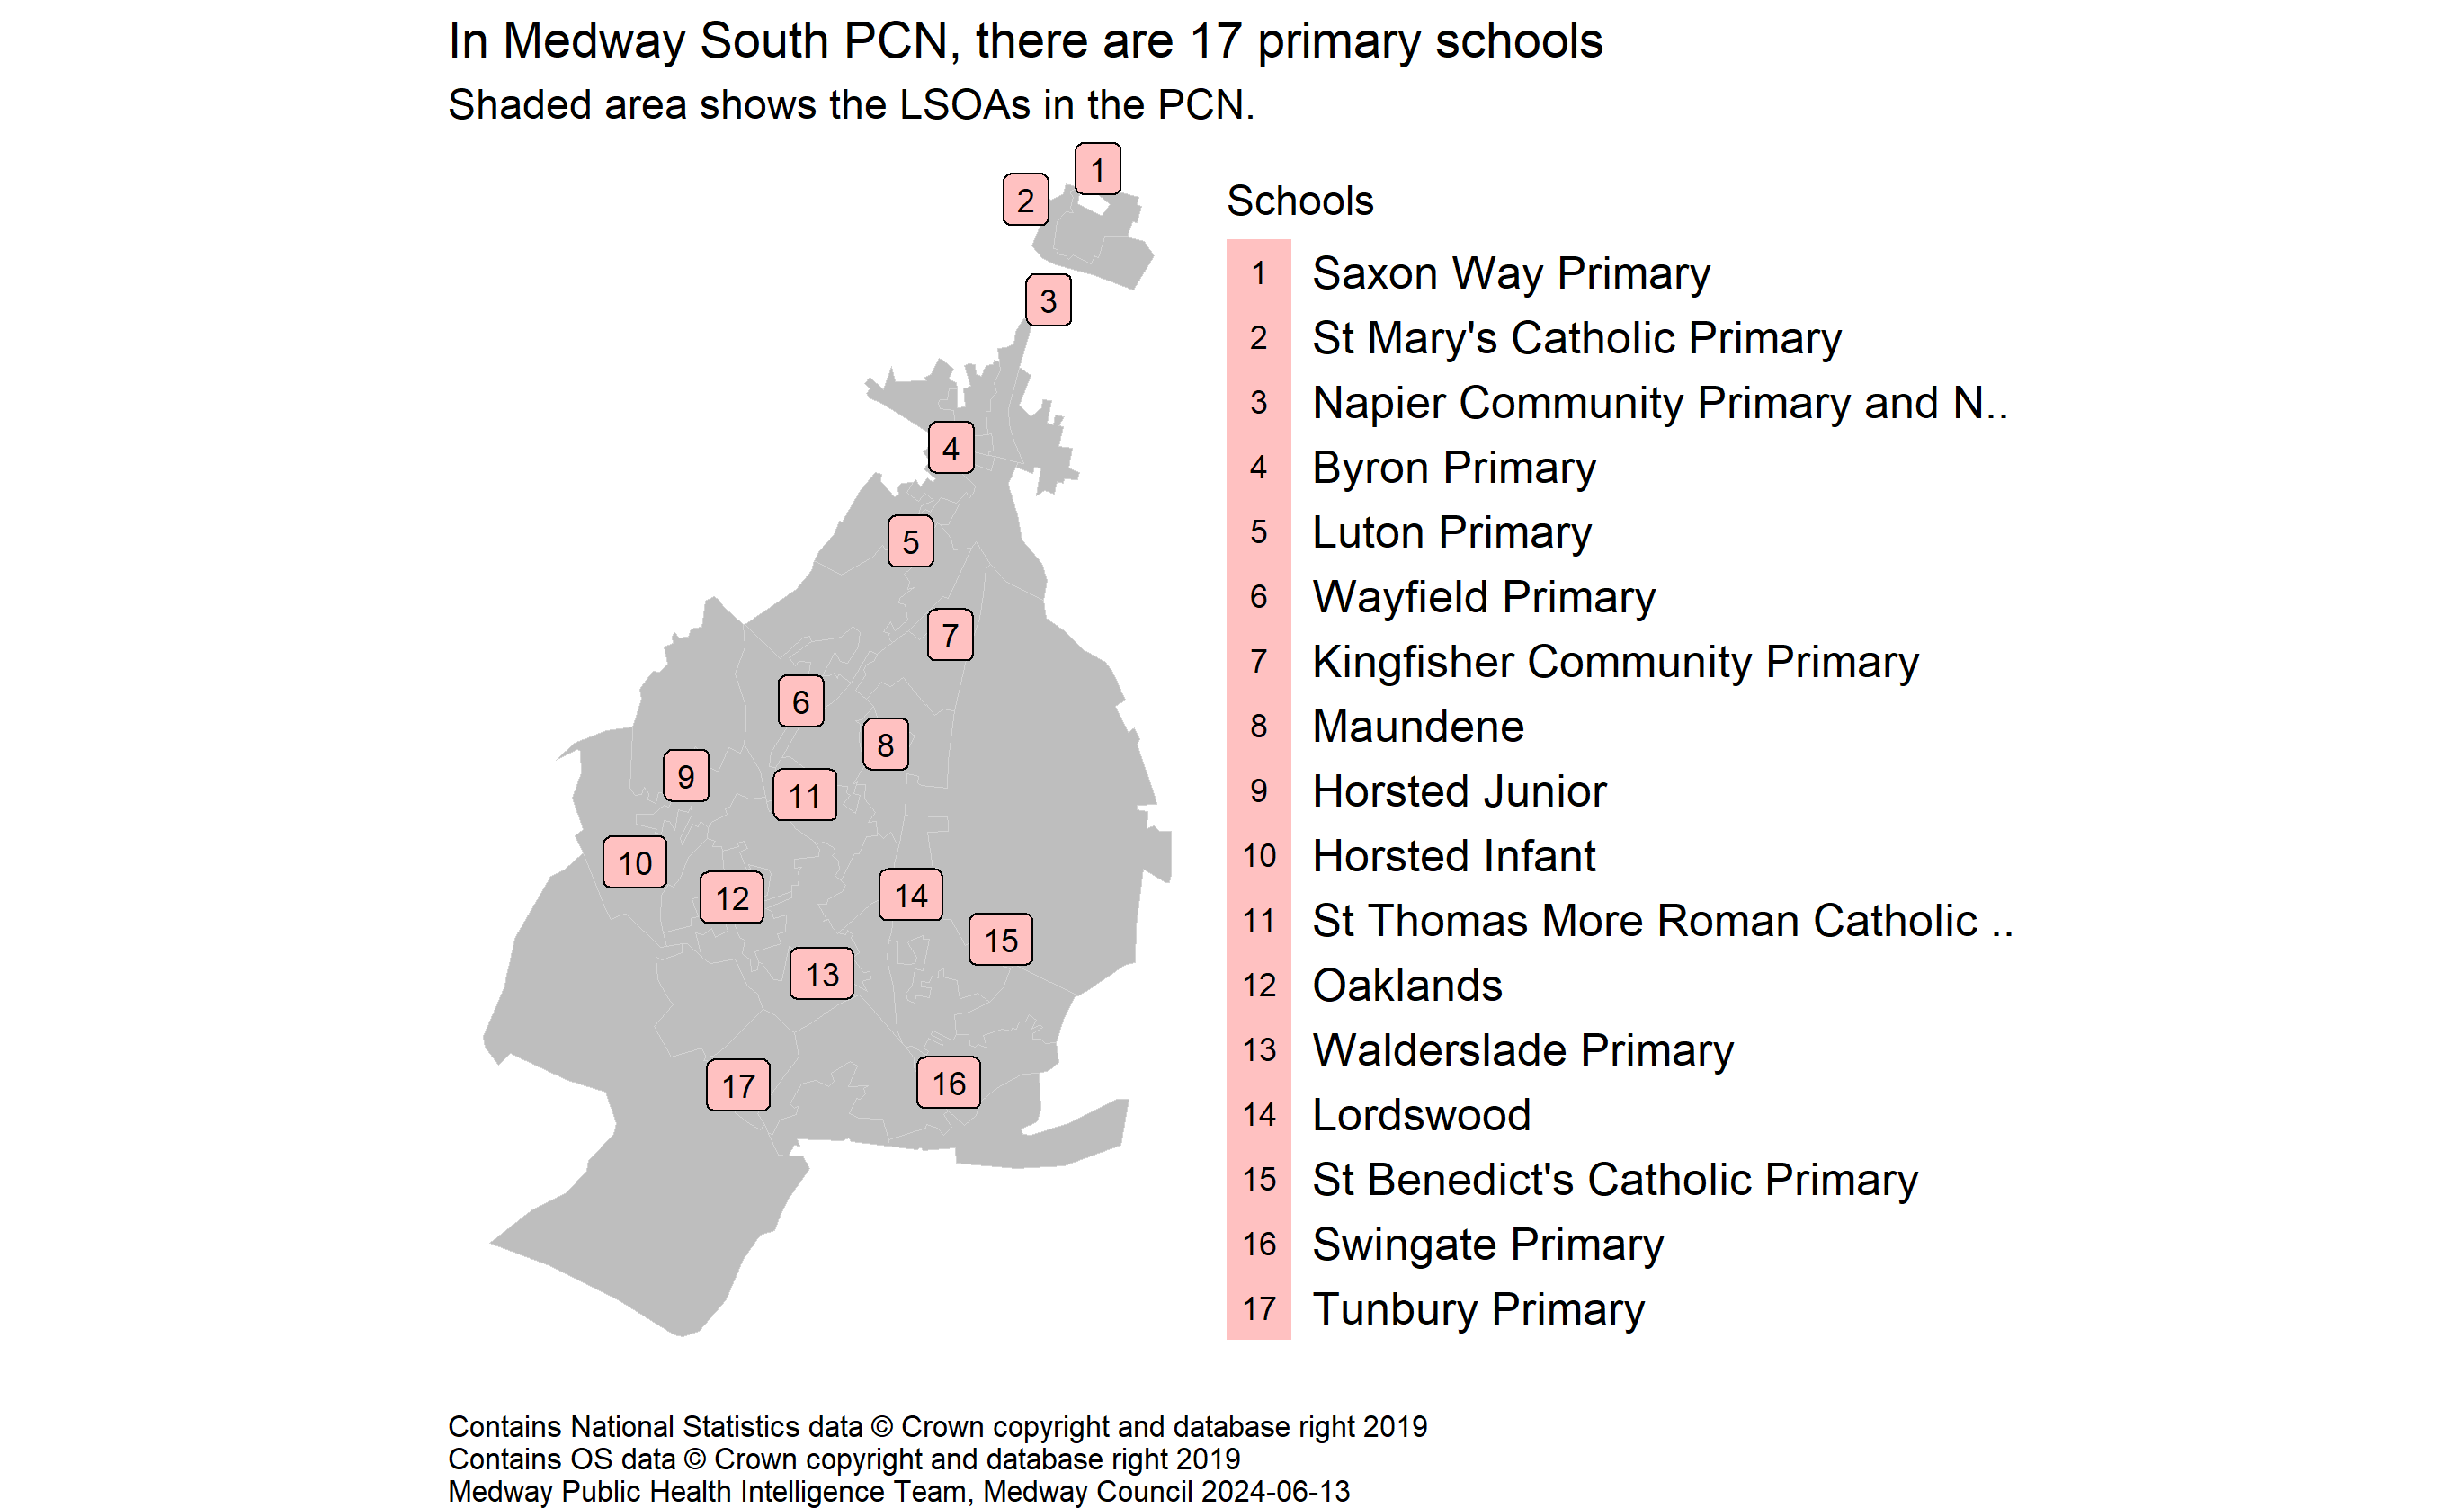 In Medway South PCN, there are 17 primary schools
Shaded area shows the LSOAs in the PCN.
1
2
3
4
5
6
7
8
9
10
11
12
13
14
15
16
17
Schools
1 Saxon Way Primary
2 St Mary's Catholic Primary
3 Napier Community Primary and N..
4 Byron Primary
5 Luton Primary
6 Wayfield Primary
7 Kingfisher Community Primary
8 Maundene
9 Horsted Junior
10 Horsted Infant
11 St Thomas More Roman Catholic ..
12 Oaklands
13 Walderslade Primary
14 Lordswood
15 St Benedict's Catholic Primary
16 Swingate Primary
17 Tunbury Primary
Contains National Statistics data © Crown copyright and database right 2019
Contains OS data © Crown copyright and database right 2019
Medway Public Health Intelligence Team, Medway Council 2024-06-13